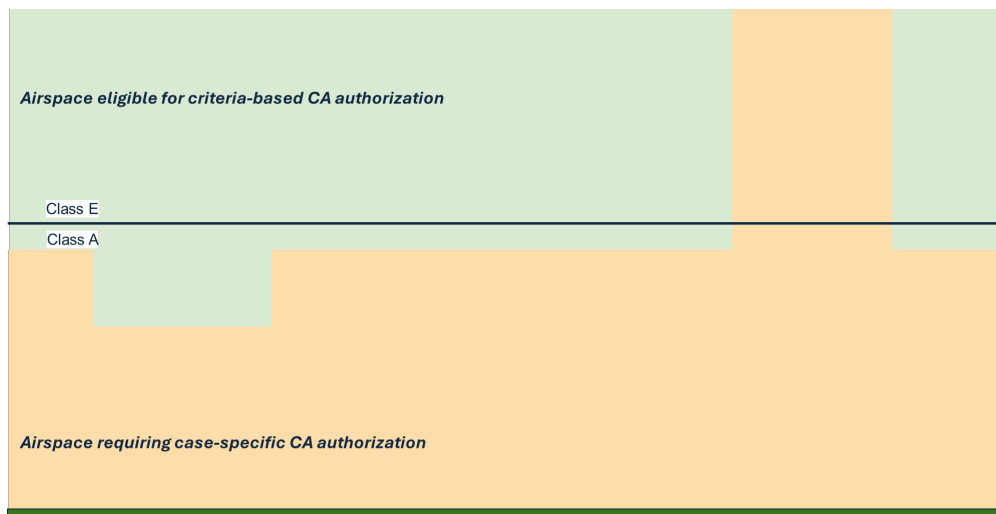 Airspace eligible for criteria-based CA authorization
Class E
Class A
Airspace requiring case-specific CA authorization